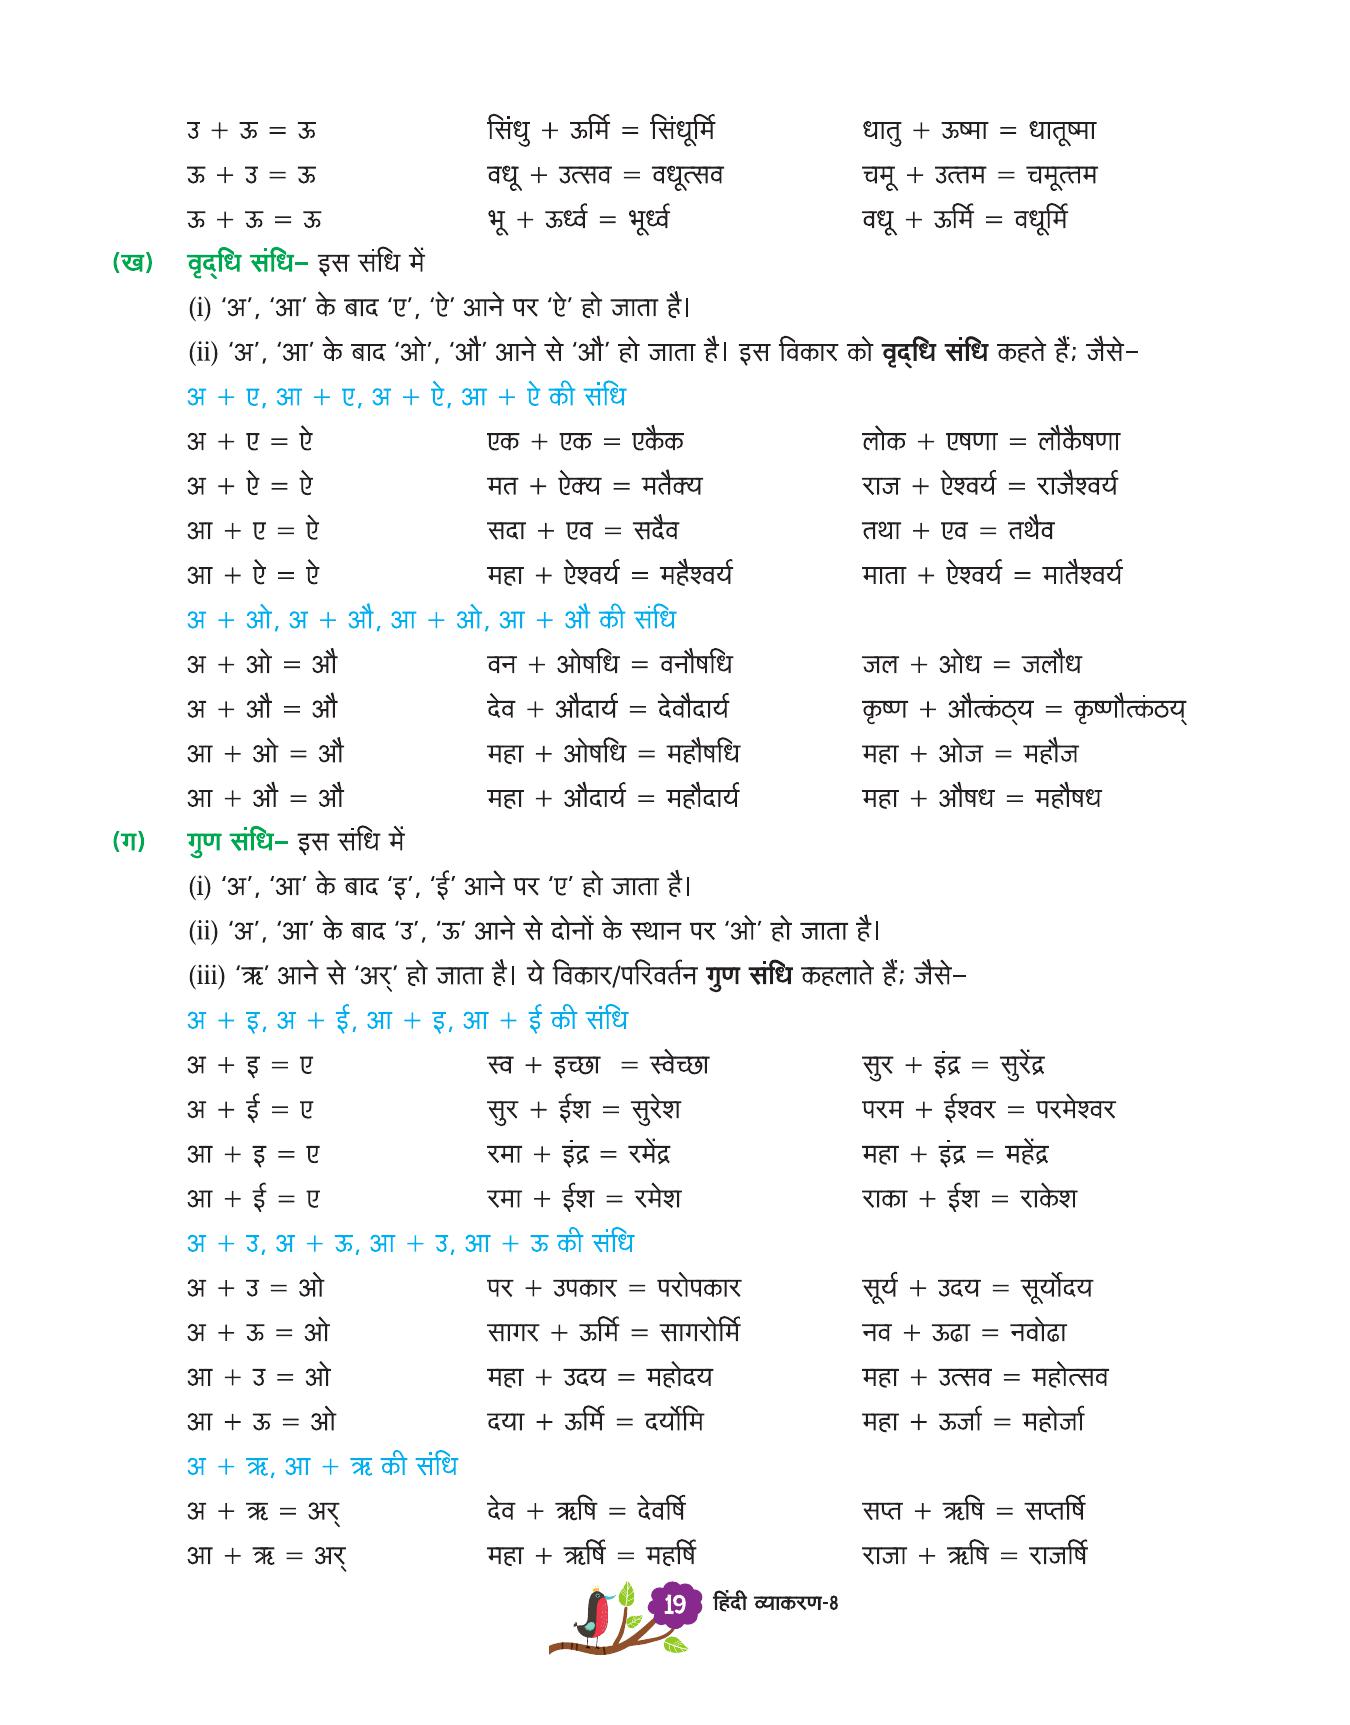 उ + ऊ = ऊ सिंधु + ऊर्मि = सिंधूर्मि धातु + ऊष्मा = धातूष्मा
ऊ + उ = ऊ वधू + उत्सव = वधूत्सव चमू + उत्तम = चमूत्तम
ऊ + ऊ = ऊ भू + ऊर्ध्व = भूर्ध्व वधू + ऊर्मि = वधूर्मि
(ख) वृद्‌धि संधि– इस संधि में
(i) ‘अ’, ‘आ’ के बाद ‘ए’, ‘ऐ’ आने पर ‘ऐ’ हो जाता है।
(ii) ‘अ’, ‘आ’ के बाद ‘ओ’, ‘औ’ आने से ‘औ’ हो जाता है। इस विकार को वृद्‌धि संधि कहते हैं; जैसे–
अ + ए, आ + ए, अ + ऐ, आ + ऐ की संधि
अ + ए = ऐ एक + एक = एकैक लोक + एषणा = लौकैषणा
अ + ऐ = ऐ मत + ऐक्य = मतैक्य राज + ऐश्वर्य = राजैश्वर्य
आ + ए = ऐ सदा + एव = सदैव तथा + एव = तथैव
आ + ऐ = ऐ महा + ऐश्वर्य = महैश्वर्य माता + ऐश्वर्य = मातैश्वर्य
अ + ओ, अ + औ, आ + ओ, आ + औ की संधि
अ + ओ = औ वन + ओषधि = वनौषधि जल + ओध = जलौध
अ + औ = औ देव + औदार्य = देवौदार्य कृष्ण + औत्कंठ्य = कृष्णौत्कंठय्
आ + ओ = औ महा + ओषधि = महौषधि महा + ओज = महौज
आ + औ = औ महा + औदार्य = महौदार्य महा + औषध = महौषध
(ग) गुण संधि– इस संधि में
(i) ‘अ’, ‘आ’ के बाद ‘इ’, ‘ई’ आने पर ‘ए’ हो जाता है।
(ii) ‘अ’, ‘आ’ के बाद ‘उ’, ‘ऊ’ आने से दोनों के स्थान पर ‘ओ’ हो जाता है।
(iii) ‘ऋ’ आने से ‘अर्’ हो जाता है। ये विकार/परिवर्तन गुण संधि कहलाते हैं; जैसे–
अ + इ, अ + ई, आ + इ, आ + ई की संधि
अ + इ = ए स्व + इच्छा = स्वेच्छा सुर + इंद्र = सुरेंद्र
अ + ई = ए सुर + ईश = सुरेश परम + ईश्वर = परमेश्वर
आ + इ = ए रमा + इंद्र = रमेंद्र महा + इंद्र = महेंद्र
आ + ई = ए रमा + ईश = रमेश राका + ईश = राकेश
अ + उ, अ + ऊ, आ + उ, आ + ऊ की संधि
अ + उ = ओ पर + उपकार = परोपकार सूर्य + उदय = सूर्योदय
अ + ऊ = ओ सागर + ऊर्मि = सागरोर्मि नव + ऊढा = नवोढा
आ + उ = ओ महा + उदय = महोदय महा + उत्सव = महोत्सव
आ + ऊ = ओ दया + ऊर्मि = दर्योमि महा + ऊर्जा = महोर्जा
अ + ऋ, आ + ऋ की संधि
अ + ऋ = अर् देव + ऋषि = देवर्षि सप्त + ऋषि = सप्तर्षि
आ + ऋ = अर् महा + ऋर्षि = महर्षि राजा + ऋषि = राजर्षि
19 हिंदी व्याकरण-8